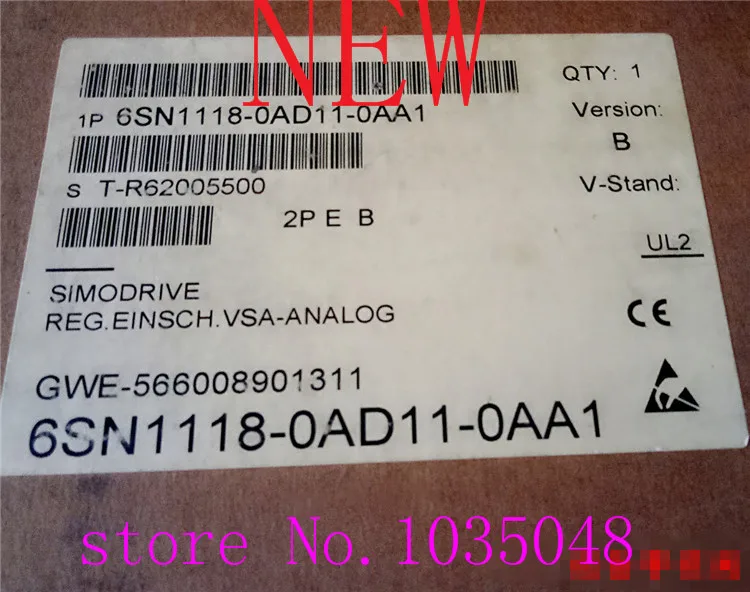 NEW
QTY: 1
1P 6SN1118-0AD11-0AA1
Version:
B
S T-R62005500
V-Stand:
2P E B
UL2
SIMODRIVE
REG.EINSCH.VSA-ANALOG
CE
GWE-566008901311
6SN1118-0AD11-0AA1
store No.1035048